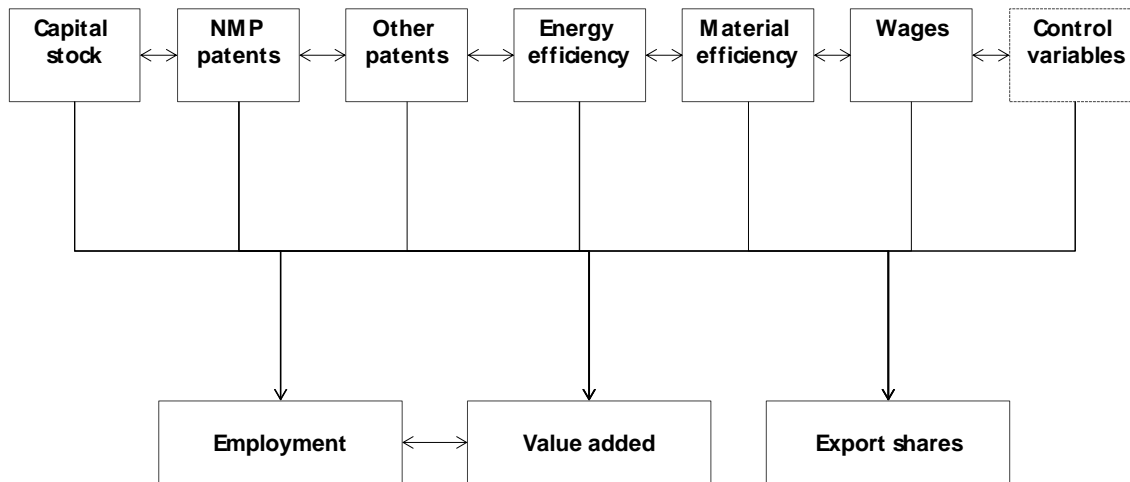 Capital
stock
NMP
patents
Other
patents
Energy
efficiency
Material
efficiency
Wages
Control
variables
Employment
Value added
Export shares